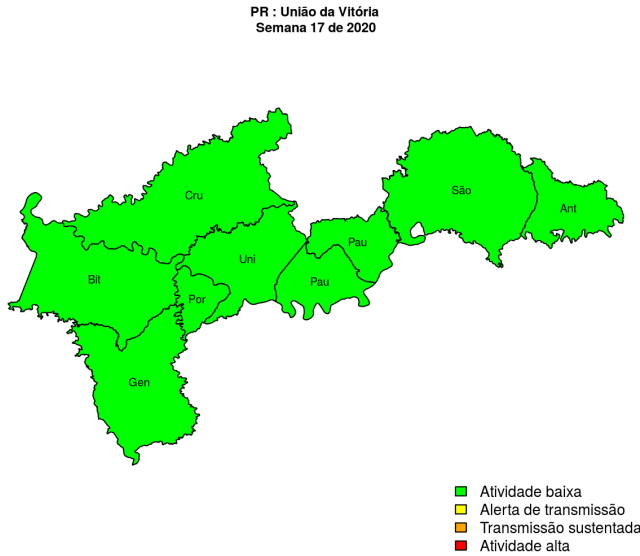 PR : União da Vitória
Semana 17 de 2020
Cru
São
Ant
Pau
Uni
Bit
Pau
Por
Gen
Atividade baixa
Alerta de transmissão
Transmissão sustentada
Atividade alta